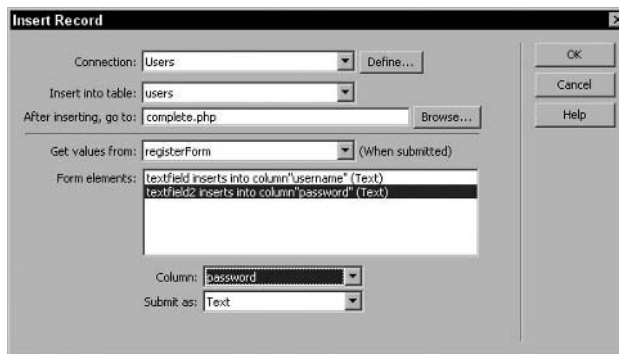 Insert Record
Connection: Users Define...
Insert into table: users
After inserting, go to: complete.php Browse...
Get values from: registerForm (When submitted)
Form elements: textfield inserts into column"username" (Text)
textfield2 inserts into column"password" (Text)
Column: password
Submit as: Text
OK
Cancel
Help